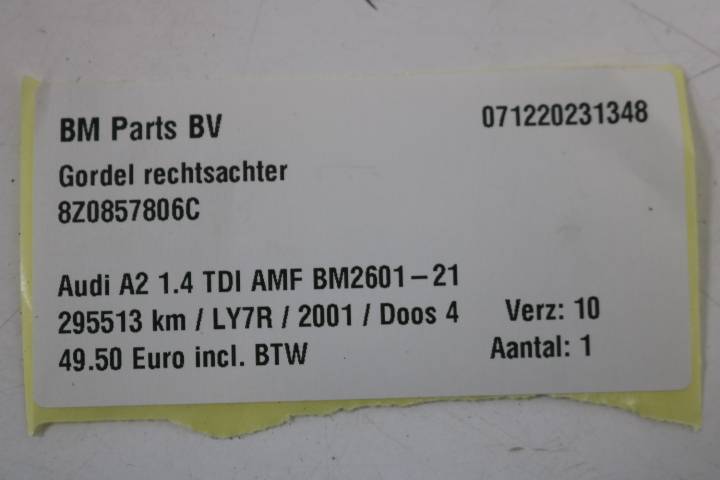 BM Parts BV 071220231348
Gordel rechtsachter
8Z0857806C
Audi A2 1.4 TDI AMF BM2601-21
295513 km / LY7R / 2001 / Doos 4 Verz: 10
49.50 Euro incl. BTW Aantal: 1